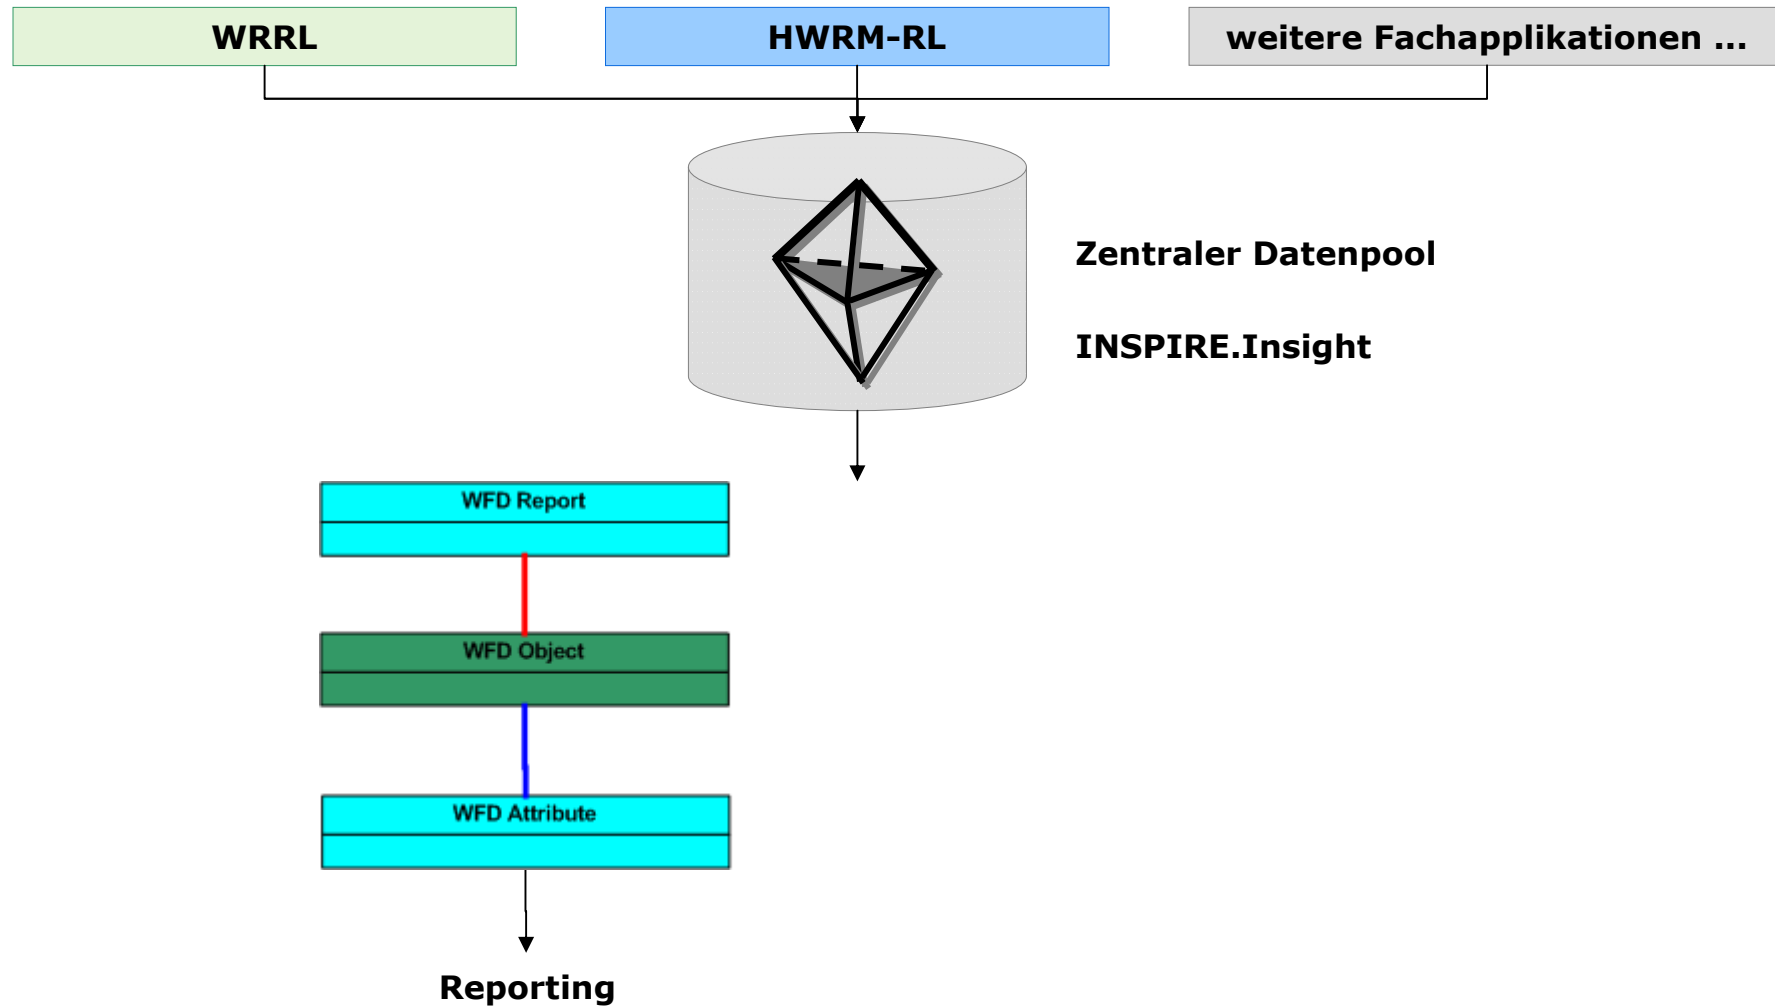 WRRL
HWRM-RL
weitere Fachapplikationen ...
Zentraler Datenpool
INSPIRE.Insight
WFD Report
WFD Object
WFD Attribute
Reporting